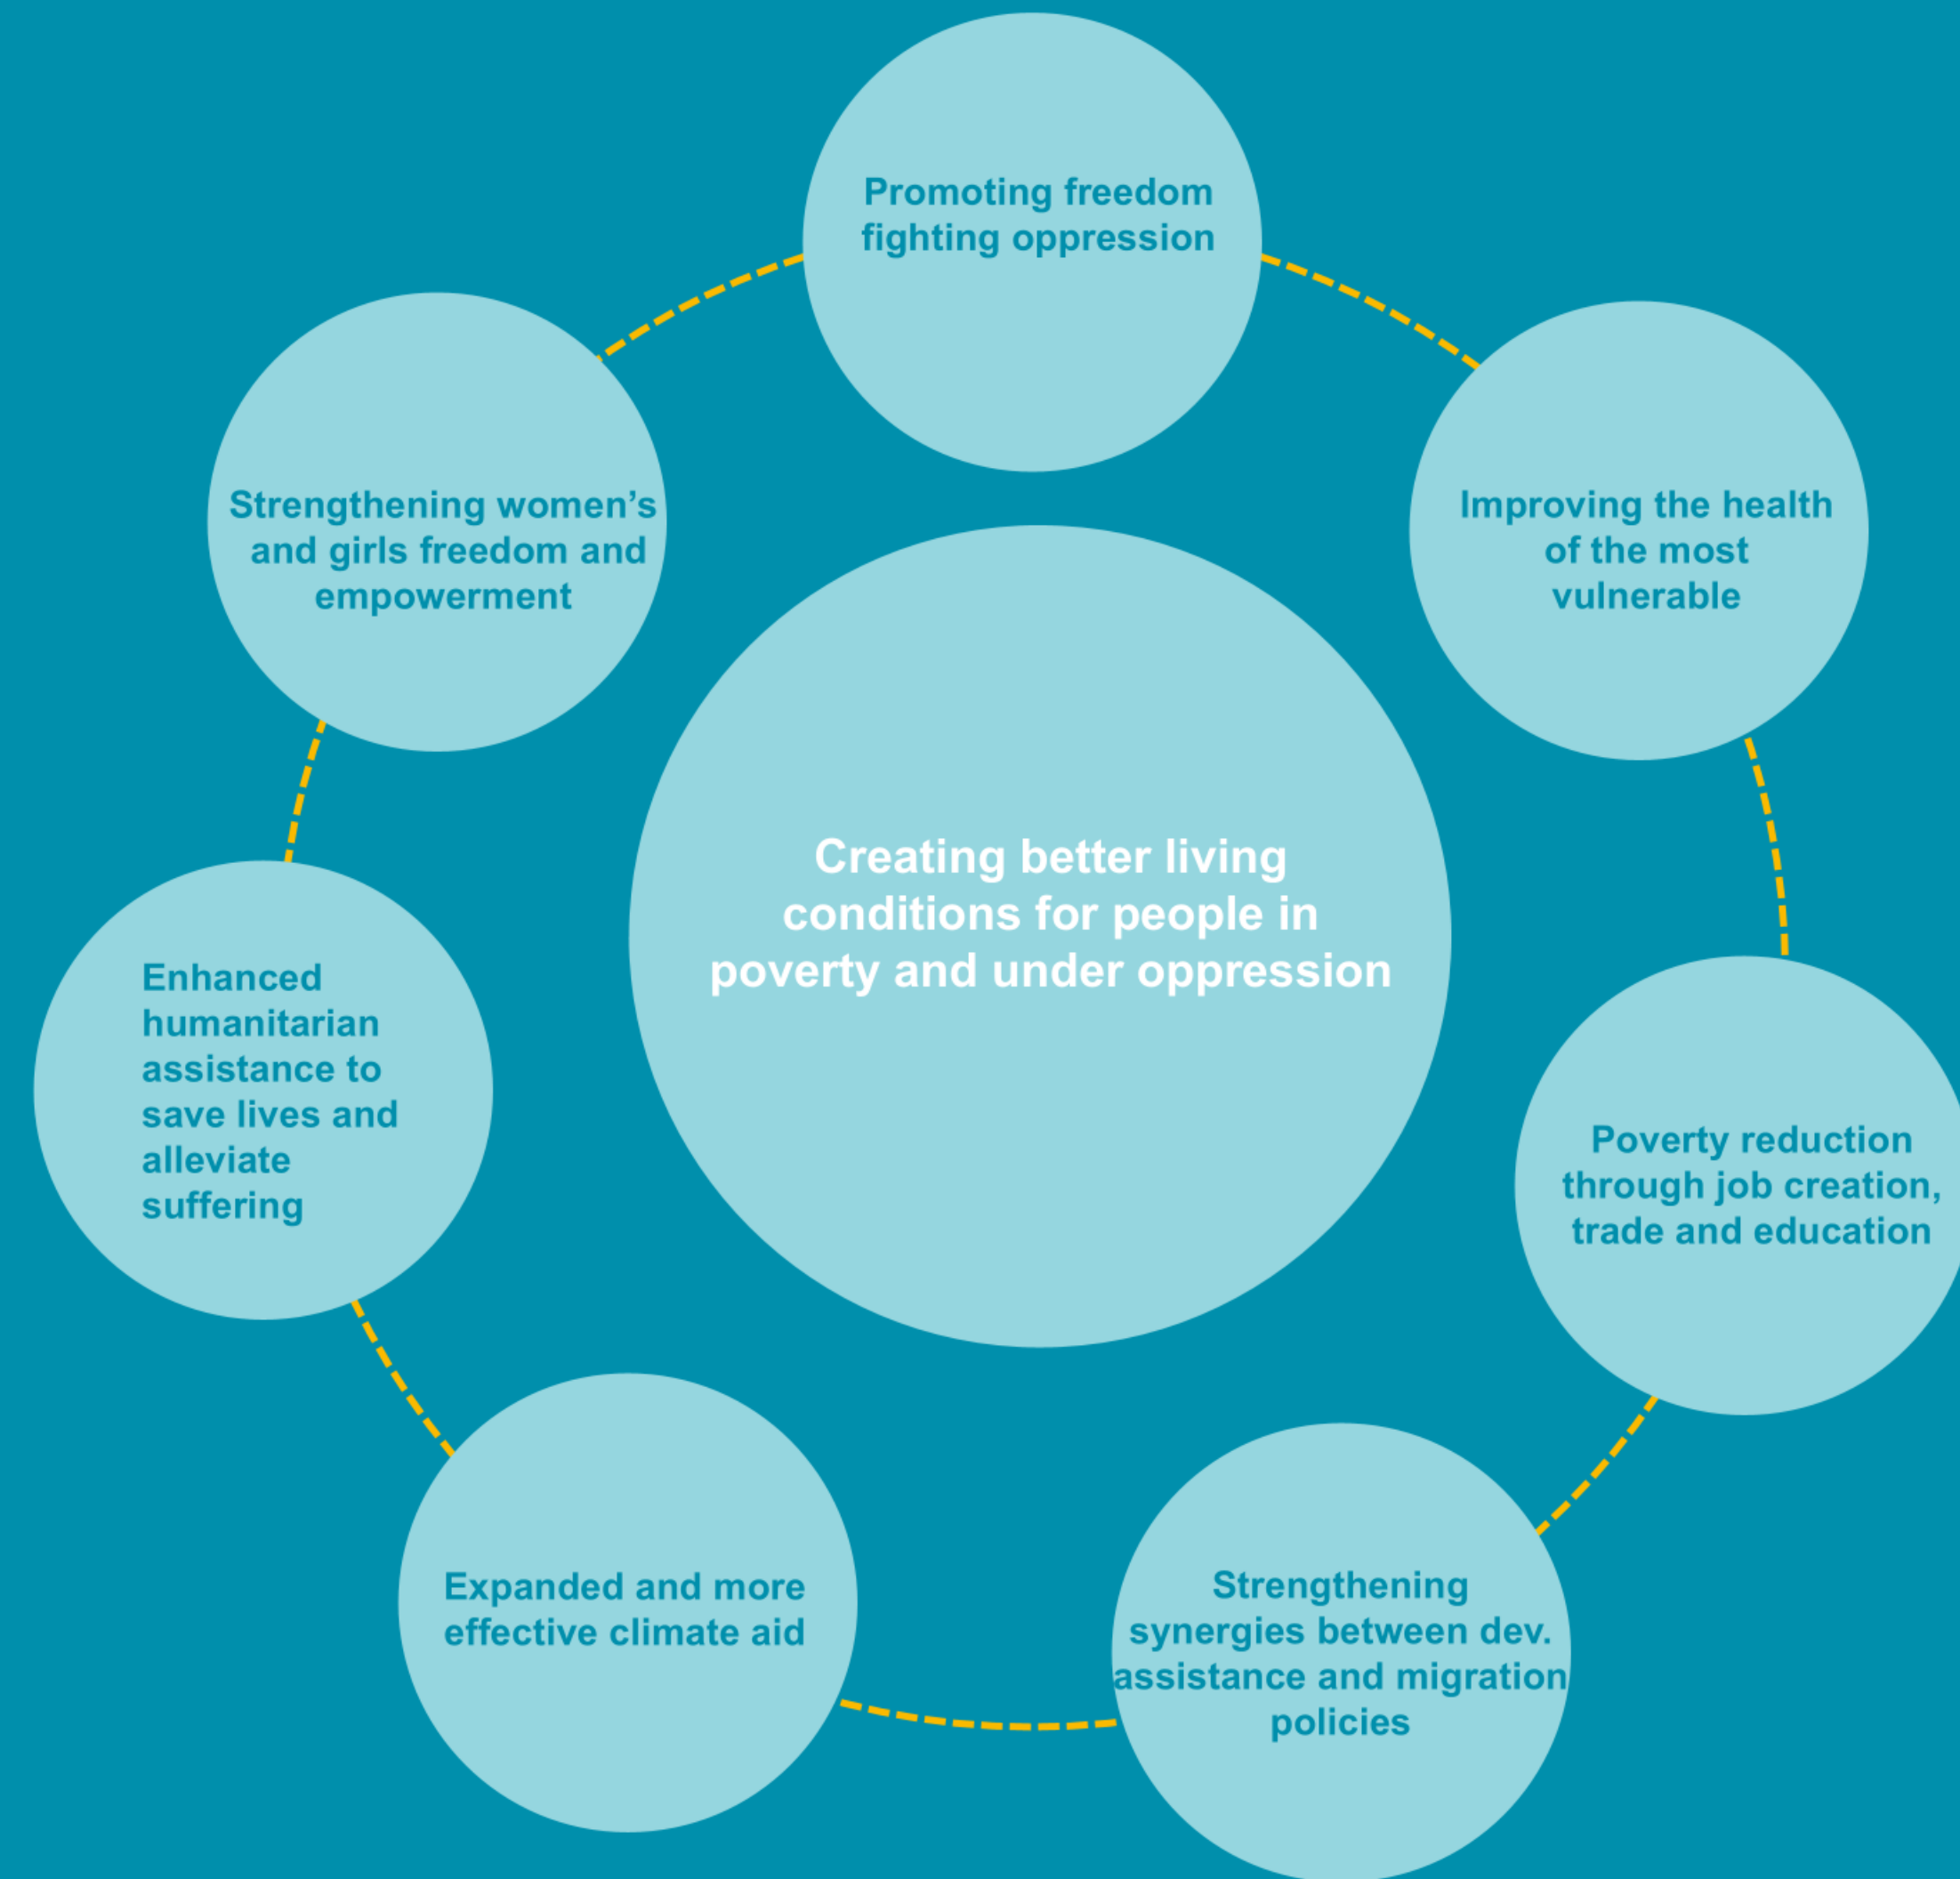 Promoting freedom
fighting oppression
Strengthening women’s
and girls freedom and
empowerment
Improving the health
of the most
vulnerable
Creating better living
conditions for people in
poverty and under oppression
Enhanced
humanitarian
assistance to
save lives and
alleviate
suffering
Poverty reduction
through job creation,
trade and education
Expanded and more
effective climate aid
Strengthening
synergies between dev.
assistance and migration
policies